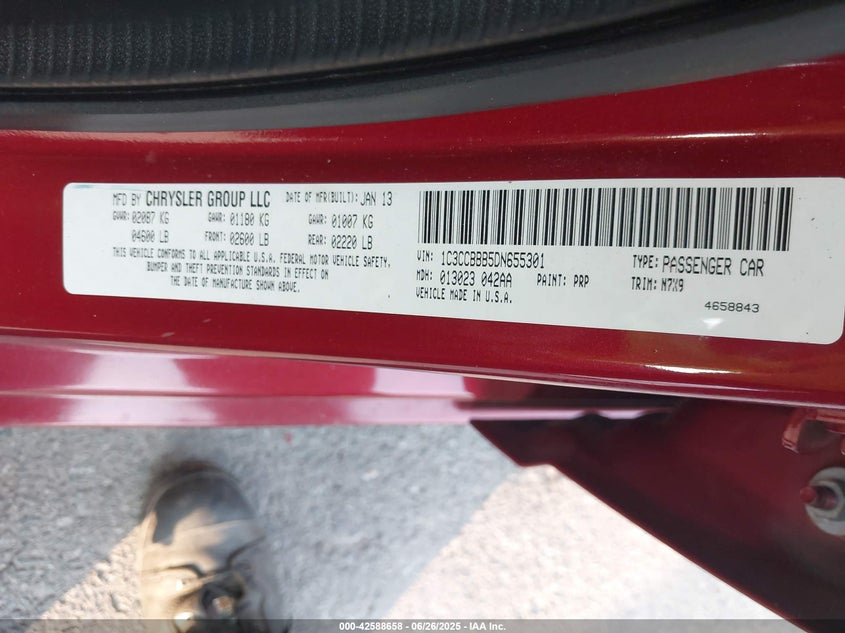 MFD BY CHRYSLER GROUP LLC DATE OF MFR(BUILT): JAN 13
GVWR: 02087 KG GAWR: 01180 KG GAWR: 01007 KG
04600 LB FRONT: 02600 LB REAR: 02220 LB
THIS VEHICLE CONFORMS TO ALL APPLICABLE U.S.A. FEDERAL MOTOR VEHICLE SAFETY,
BUMPER AND THEFT PREVENTION STANDARDS IN EFFECT ON
THE DATE OF MANUFACTURE SHOWN ABOVE.
VIN: 1C3CCBBB5DN655301 TYPE: PASSENGER CAR
MDH: 013023 042AA PAINT: PRP TRIM: N7X9
VEHICLE MADE IN U.S.A.
4658843
000-42588658 | 06/26/2025 | IAA Inc.